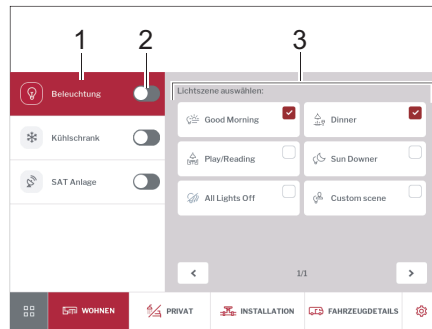 1 2 3
Beleuchtung
Lichtszene auswählen:
Good Morning Dinner
Kühlschrank
Play/Reading Sun Downer
SAT Anlage
All Lights Off Custom scene
< 1/1 >
WOHNEN PRIVAT INSTALLATION FAHRZEUGDETAILS